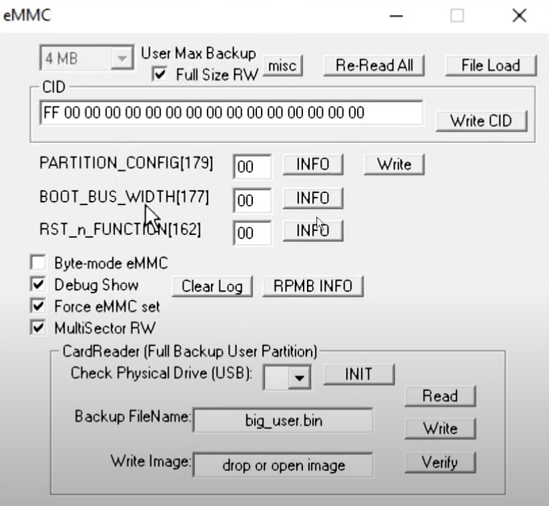 eMMC
4 MB
User Max Backup
Full Size RW
misc
Re-Read All
File Load
CID
FF 00 00 00 00 00 00 00 00 00 00 00 00 00 00 00
Write CID
PARTITION_CONFIG[179]
00
INFO
Write
BOOT_BUS_WIDTH[177]
00
INFO
RST_n_FUNCTION[162]
00
INFO
Byte-mode eMMC
Debug Show
Clear Log
RPMB INFO
Force eMMC set
MultiSector RW
CardReader (Full Backup User Partition)
Check Physical Drive (USB):
INIT
Read
Backup FileName:
big_user.bin
Write
Write Image:
drop or open image
Verify